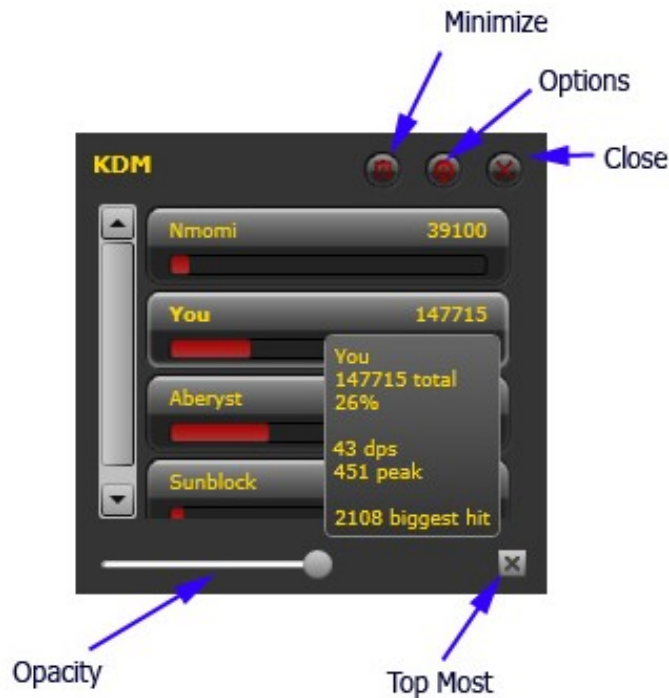 Minimize
Options
Close
KDM
Nmomi 39100
You 147715
You
147715 total
26%
Aberyst
43 dps
451 peak
Sunblock
2108 biggest hit
Opacity
Top Most